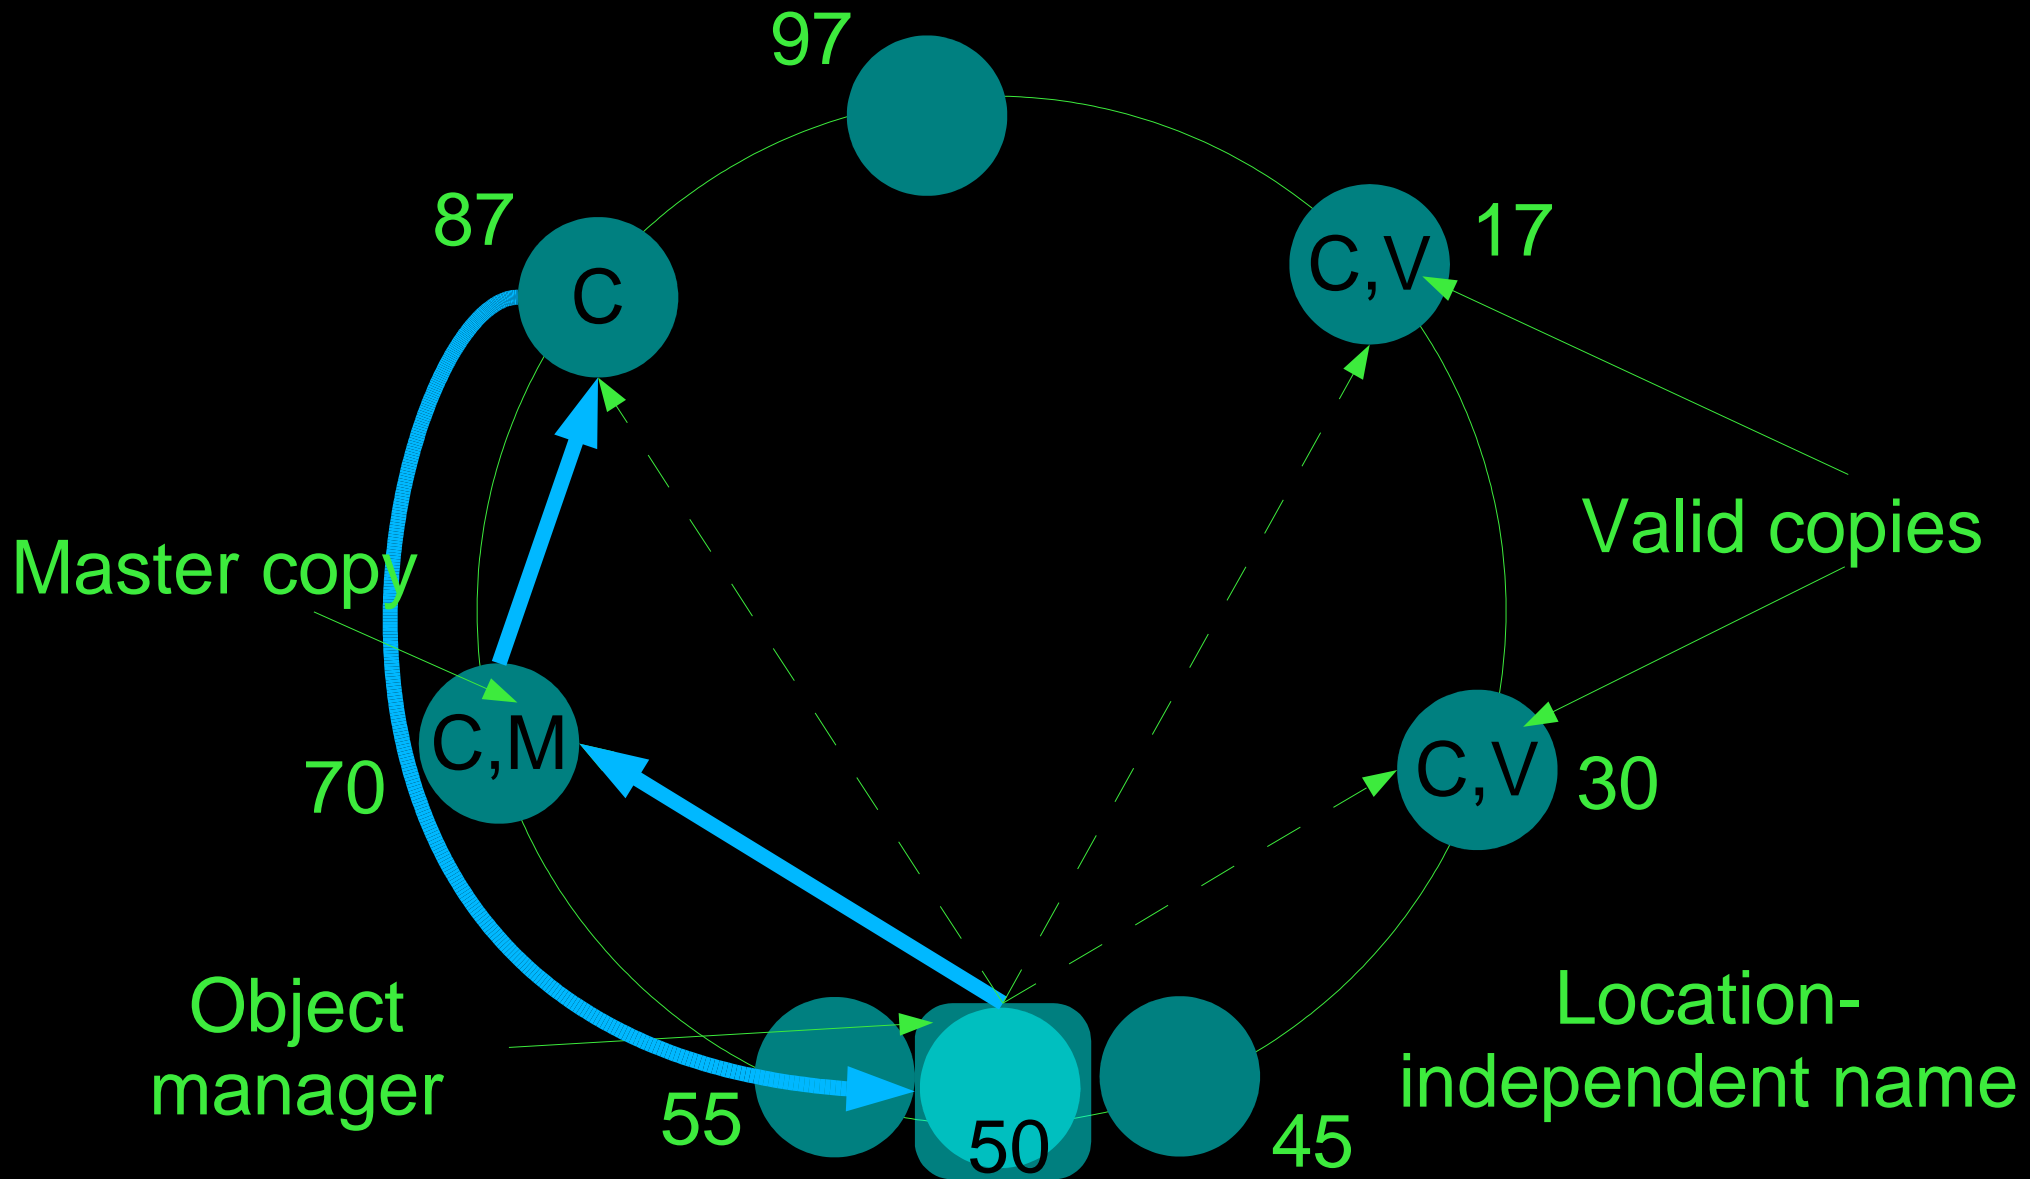 97
87
17
C
C,V
Valid copies
Master copy
C,M
C,V
70
30
Object
manager
Location-
independent name
55
50
45